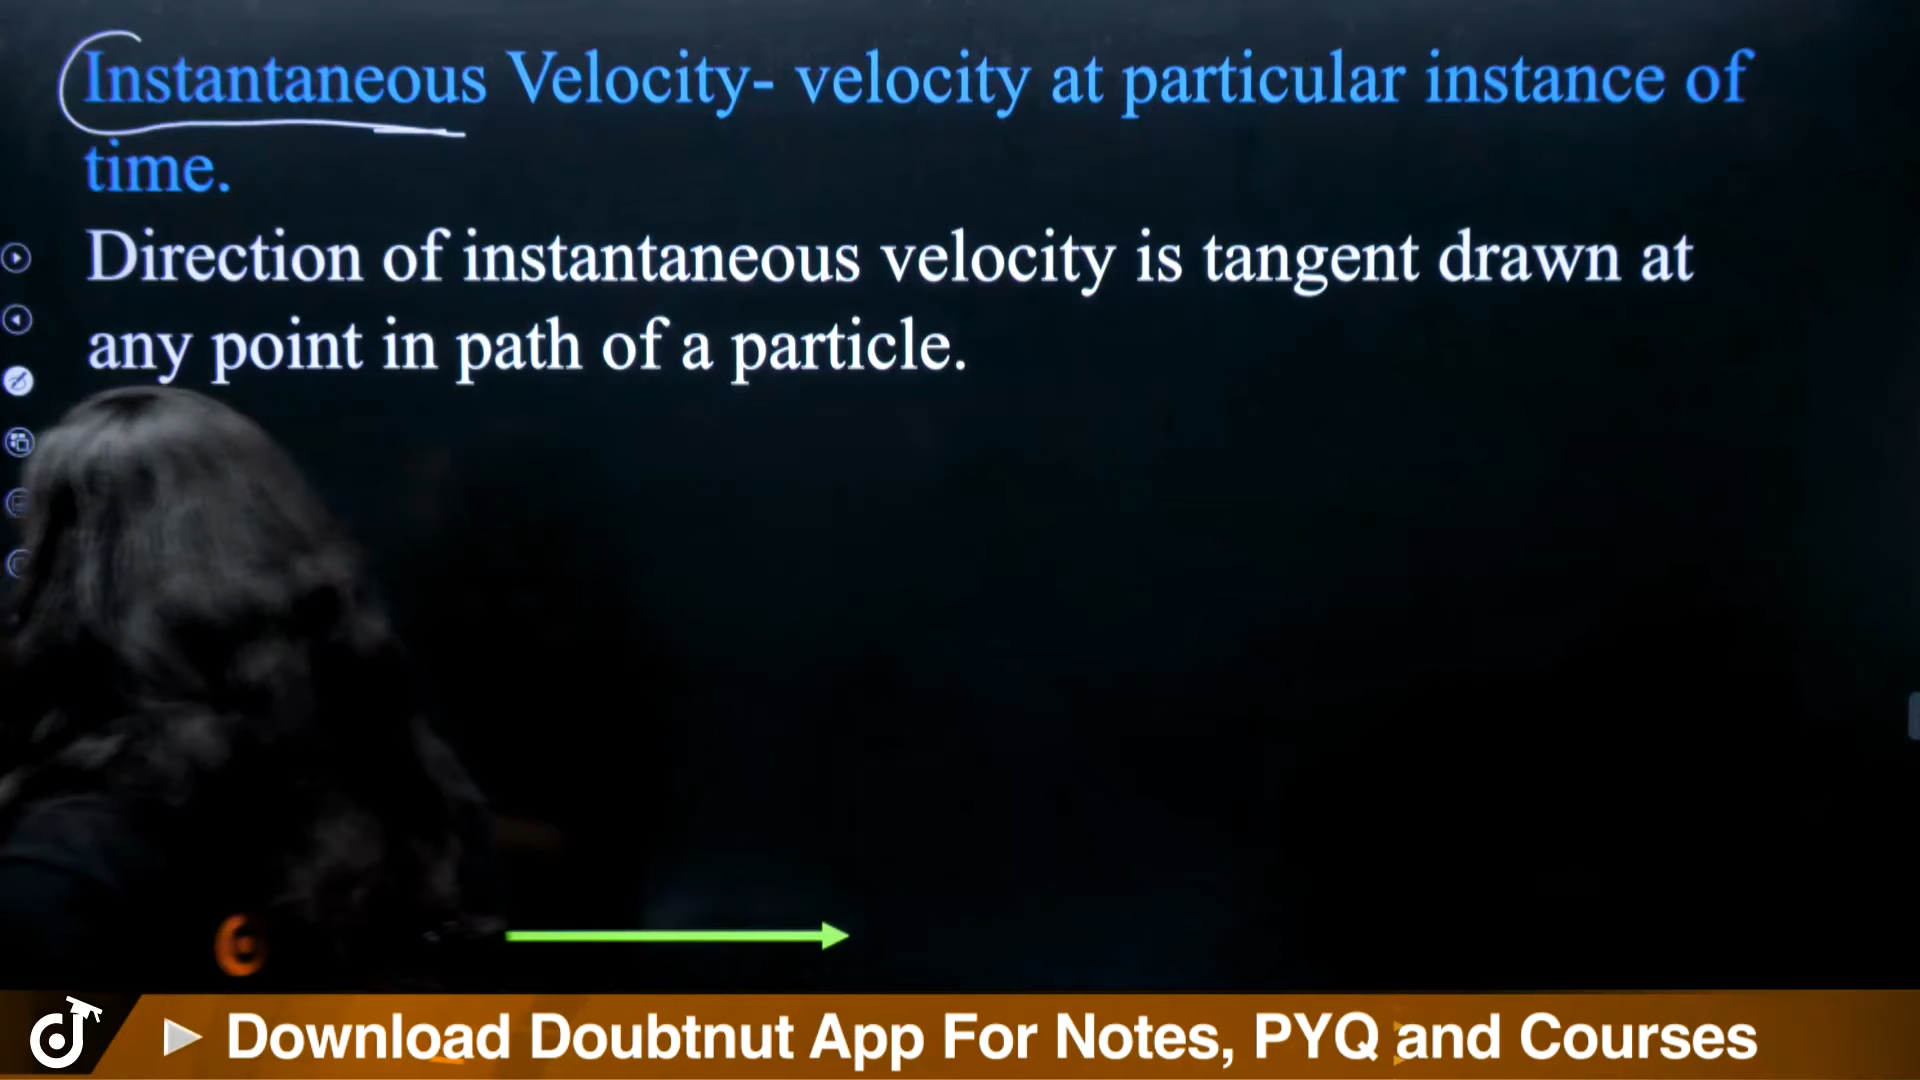 Instantaneous Velocity- velocity at particular instance of
time.
Direction of instantaneous velocity is tangent drawn at
any point in path of a particle.
Download Doubtnut App For Notes, PYQ and Courses